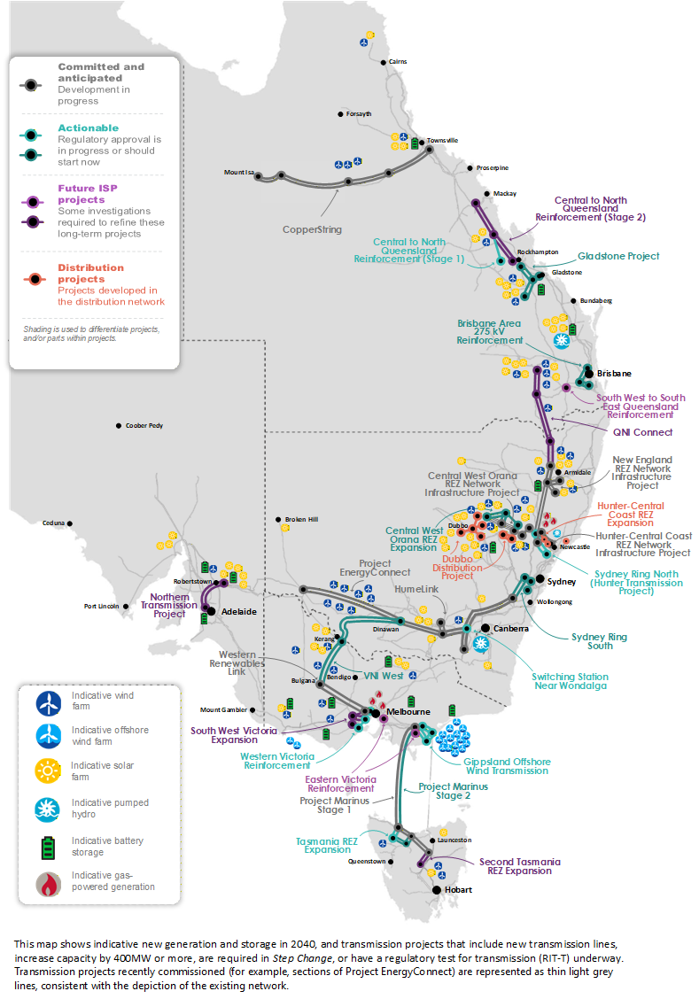 Committed and
anticipated
Development in
progress
Actionable
Regulatory approval is
in progress or should
start now
Future ISP
projects
Some investigations
required to refine these
long-term projects
Distribution
projects
Projects developed in
the distribution network
Shading is used to differentiate projects,
and/or parts within projects.
Cairns
Forsyath
Townsville
Mount Isa
Proserpine
Mackay
CopperString
Central to North
Queensland
Reinforcement (Stage 2)
Central to North
Queensland
Reinforcement (Stage 1)
Rockhampton
Gladstone Project
Gladstone
Bundaberg
Brisbane Area
275 kV
Reinforcement
Brisbane
South West to South
East Queensland
Reinforcement
QNI Connect
Coober Pedy
New England
REZ Network
Infrastructure
Project
Armidale
Central West Orana
REZ Network
Infrastructure Project
Hunter-Central
Coast REZ
Expansion
Ceduna
Broken Hill
Dubbo
Central West
Orana REZ
Expansion
Hunter-Central Coast
REZ Network
Infrastructure Project
Newcastle
Dubbo
Distribution
Project
Sydney Ring North
(Hunter Transmission
Project)
Project
EnergyConnect
HumeLink
Robertstown
Sydney
Northern
Transmission
Project
Port Lincoln
Adelaide
Wollongong
Dinawan
Canberra
Kerang
Sydney Ring
South
Western
Renewables
Link
VNI West
Bendigo
Bulgana
Switching Station
Near Wondalga
Mount Gambier
Melbourne
South West Victoria
Expansion
Western Victoria
Reinforcement
Gippsland Offshore
Wind Transmission
Eastern Victoria
Reinforcement
Project Marinus
Stage 2
Project Marinus
Stage 1
Tasmania REZ
Expansion
Launceston
Queenstown
Second Tasmania
REZ Expansion
Hobart
Indicative wind
farm
Indicative offshore
wind farm
Indicative solar
farm
Indicative pumped
hydro
Indicative battery
storage
Indicative gas-
powered generation
This map shows indicative new generation and storage in 2040, and transmission projects that include new transmission lines,
increase capacity by 400MW or more, are required in Step Change, or have a regulatory test for transmission (RIT-T) underway.
Transmission projects recently commissioned (for example, sections of Project EnergyConnect) are represented as thin light grey
lines, consistent with the depiction of the existing network.